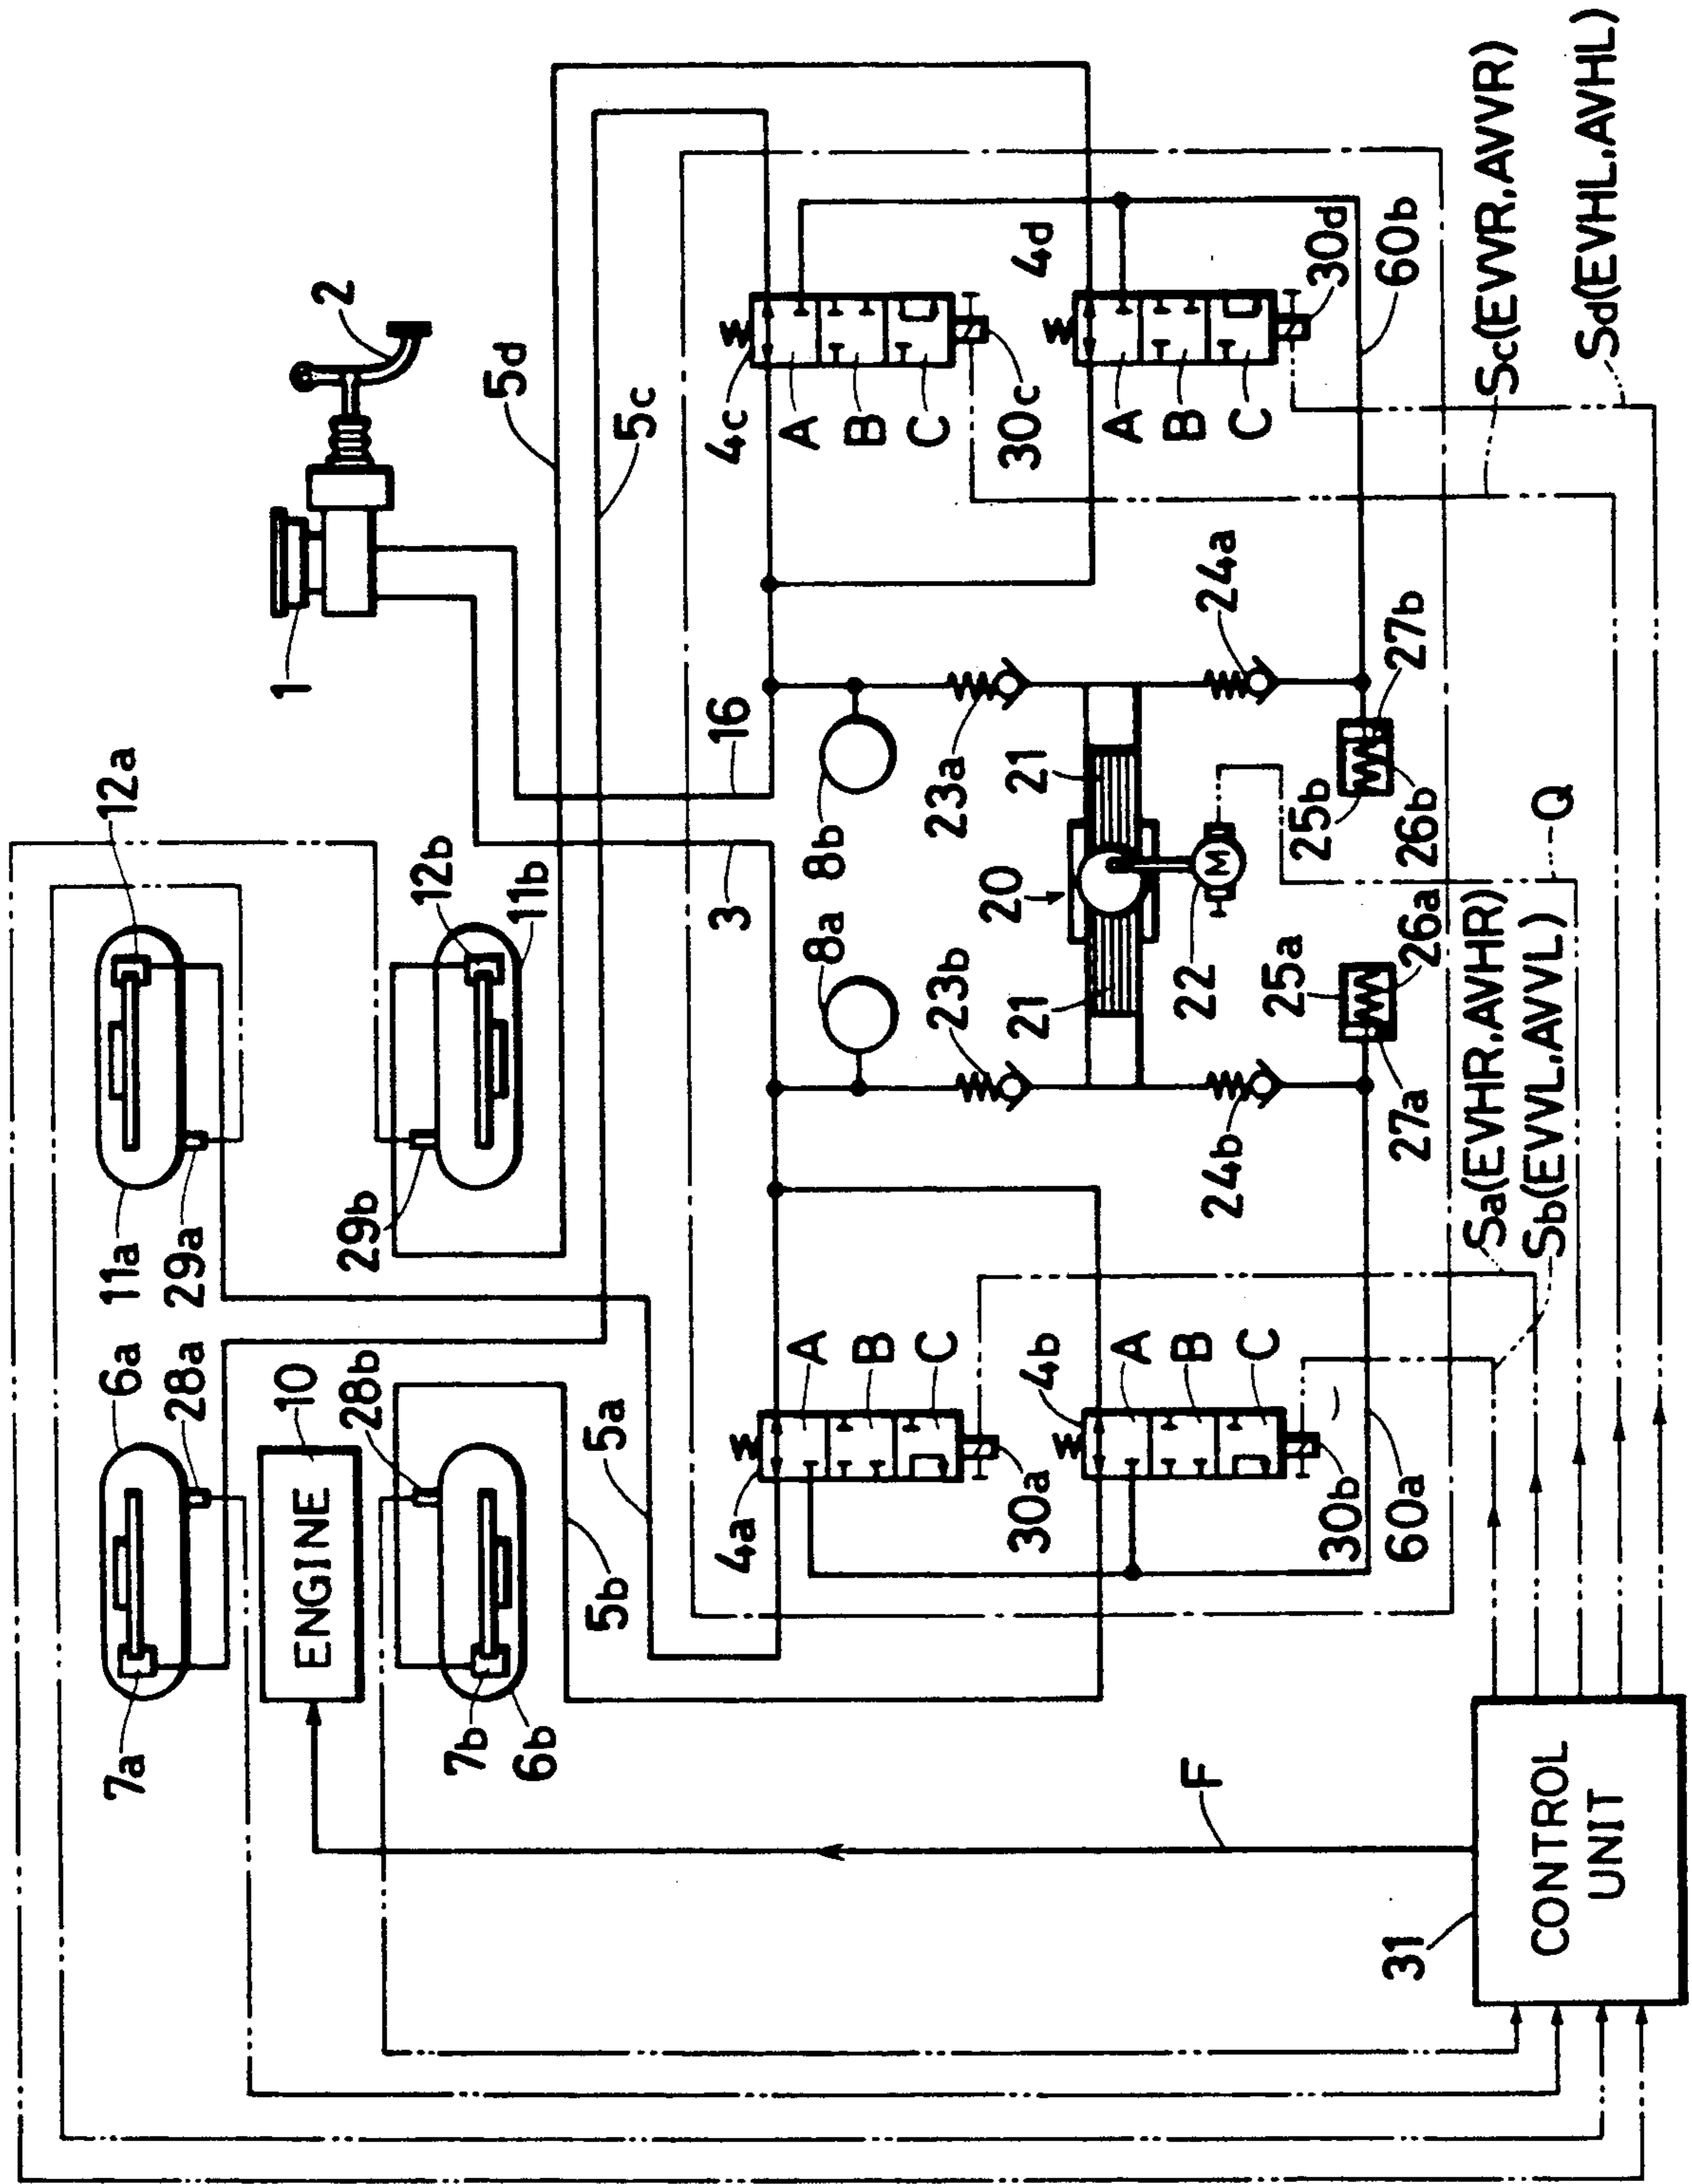 1
2
5d
5c
16
3
12a
12b
11b
11a
29a
29b
6a
28a
10
ENGINE
28b
7a
7b
6b
5a
5b
4c
A
B
C
30c
4d
A
B
C
30d
60b
Sc(EVVR,AVVR)
Sd(EVHL,AVHL)
8b
8a
23a
23b
24a
24b
21
20
21
M
22
25b
27b
26b
Q
25a
26a
27a
Sa(EVHR,AVHR)
Sb(EVVL,AVVL)
4a
A
B
C
30a
4b
A
B
C
30b
60a
F
31
CONTROL
UNIT